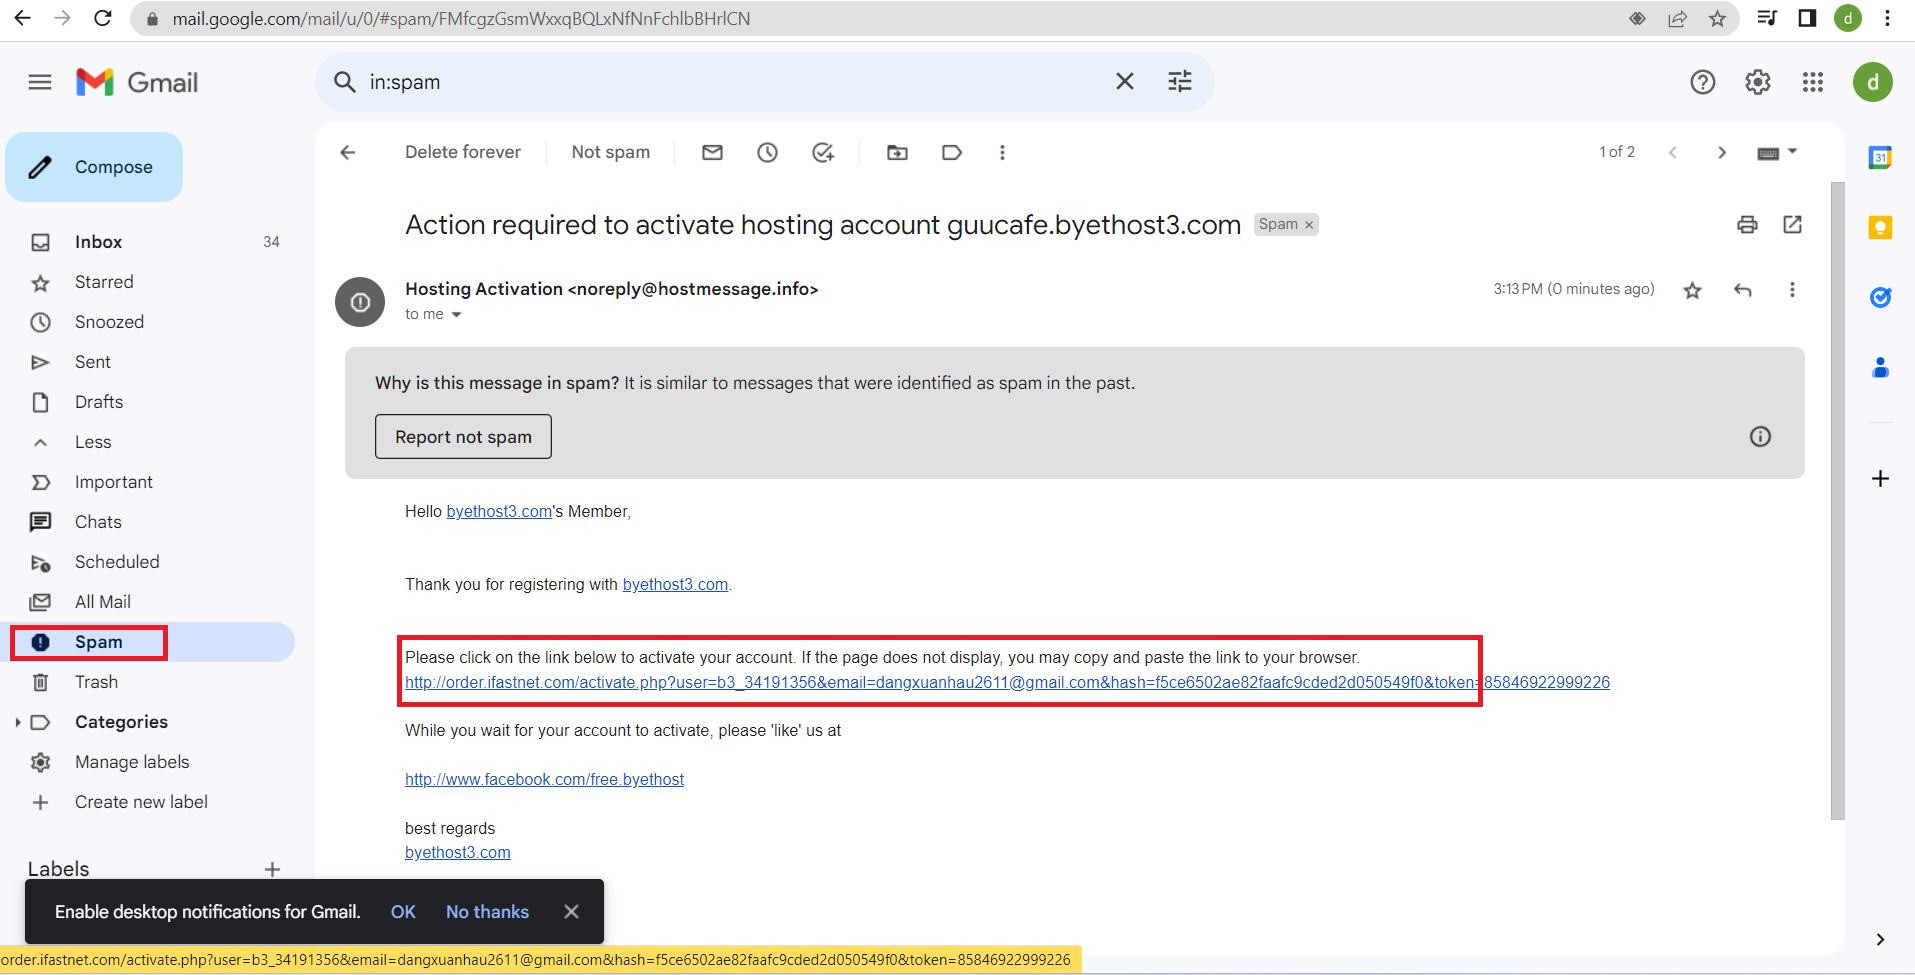 mail.google.com/mail/u/0/#spam/FMfcgzGsmWxxqBQLxNfNnFchlbBHrlCN
d
Gmail
in:spam
d
Compose
Delete forever
Not spam
1 of 2
31
Action required to activate hosting account guucafe.byethost3.com
Spam ×
Inbox
34
Starred
Snoozed
Sent
Drafts
Less
Important
Chats
Scheduled
All Mail
Spam
Trash
Categories
Manage labels
Create new label
Labels
Hosting Activation <noreply@hostmessage.info>
3:13 PM (0 minutes ago)
to me
Why is this message in spam? It is similar to messages that were identified as spam in the past.
Report not spam
Hello byethost3.com's Member,
Thank you for registering with byethost3.com.
Please click on the link below to activate your account. If the page does not display, you may copy and paste the link to your browser.
http://order.ifastnet.com/activate.php?user=b3_34191356&email=dangxuanhau2611@gmail.com&hash=f5ce6502ae82faafc9cded2d050549f0&token=85846922999226
While you wait for your account to activate, please 'like' us at
http://www.facebook.com/free.byethost
best regards
byethost3.com
Enable desktop notifications for Gmail.
OK
No thanks
order.ifastnet.com/activate.php?user=b3_34191356&email=dangxuanhau2611@gmail.com&hash=f5ce6502ae82faafc9cded2d050549f0&token=85846922999226